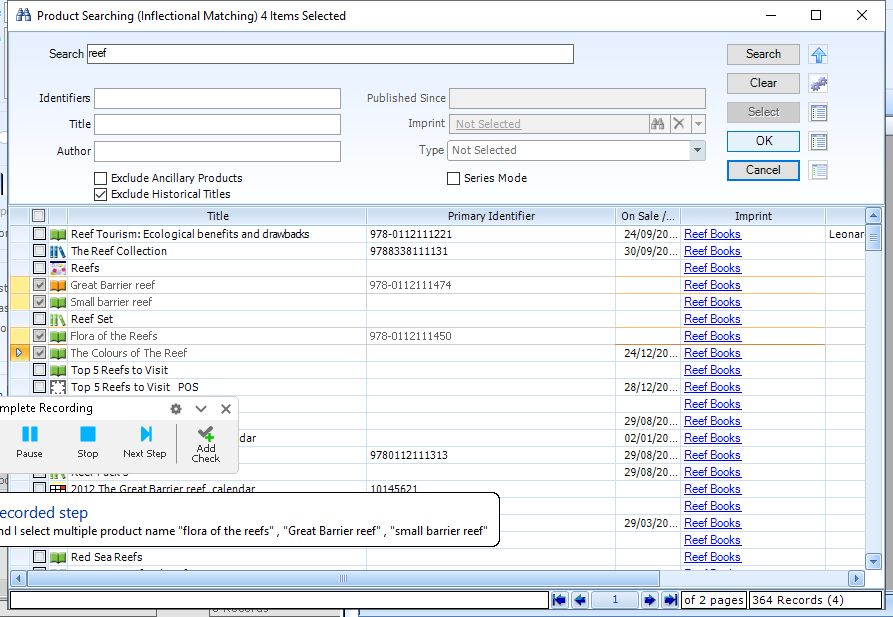 Product Searching (Inflectional Matching) 4 Items Selected
Search reef
Search
Clear
Select
OK
Cancel
Identifiers
Title
Author
Published Since
Imprint Not Selected
Type Not Selected
Exclude Ancillary Products
Exclude Historical Titles
Series Mode
Title Primary Identifier On Sale /... Imprint
Reef Tourism: Ecological benefits and drawbacks 978-0112111221 24/09/20... Reef Books Leonar
The Reef Collection 9788338111131 30/09/20... Reef Books
Reefs Reef Books
Great Barrier reef 978-0112111474 Reef Books
Small barrier reef Reef Books
Reef Set Reef Books
Flora of the Reefs 978-0112111450 Reef Books
The Colours of The Reef 24/12/20... Reef Books
Top 5 Reefs to Visit Reef Books
Top 5 Reefs to Visit POS 28/12/20... Reef Books
Reef Books
29/08/20... Reef Books
dar 02/01/20... Reef Books
9780112111313 29/08/20... Reef Books
Reef Pack 3 29/08/20... Reef Books
2012 The Great Barrier reef calendar 10145621 Reef Books
Reef Books
29/03/20... Reef Books
Reef Books
Red Sea Reefs Reef Books
mplete Recording
Pause
Stop
Next Step
Add
Check
ecorded step
nd I select multiple product name "flora of the reefs" , "Great Barrier reef" , "small barrier reef"
1 of 2 pages 364 Records (4)